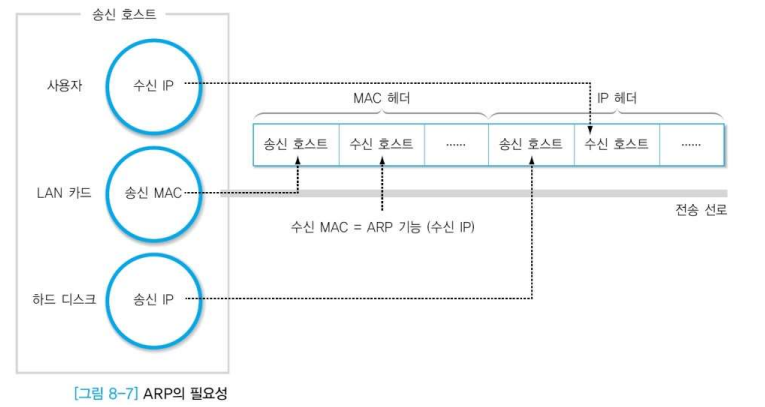 송신 호스트
사용자
수신 IP
MAC 헤더
IP 헤더
송신 호스트
수신 호스트
······
송신 호스트
수신 호스트
······
LAN 카드
송신 MAC
전송 선로
수신 MAC = ARP 기능 (수신 IP)
하드 디스크
송신 IP
[그림 8-7] ARP의 필요성